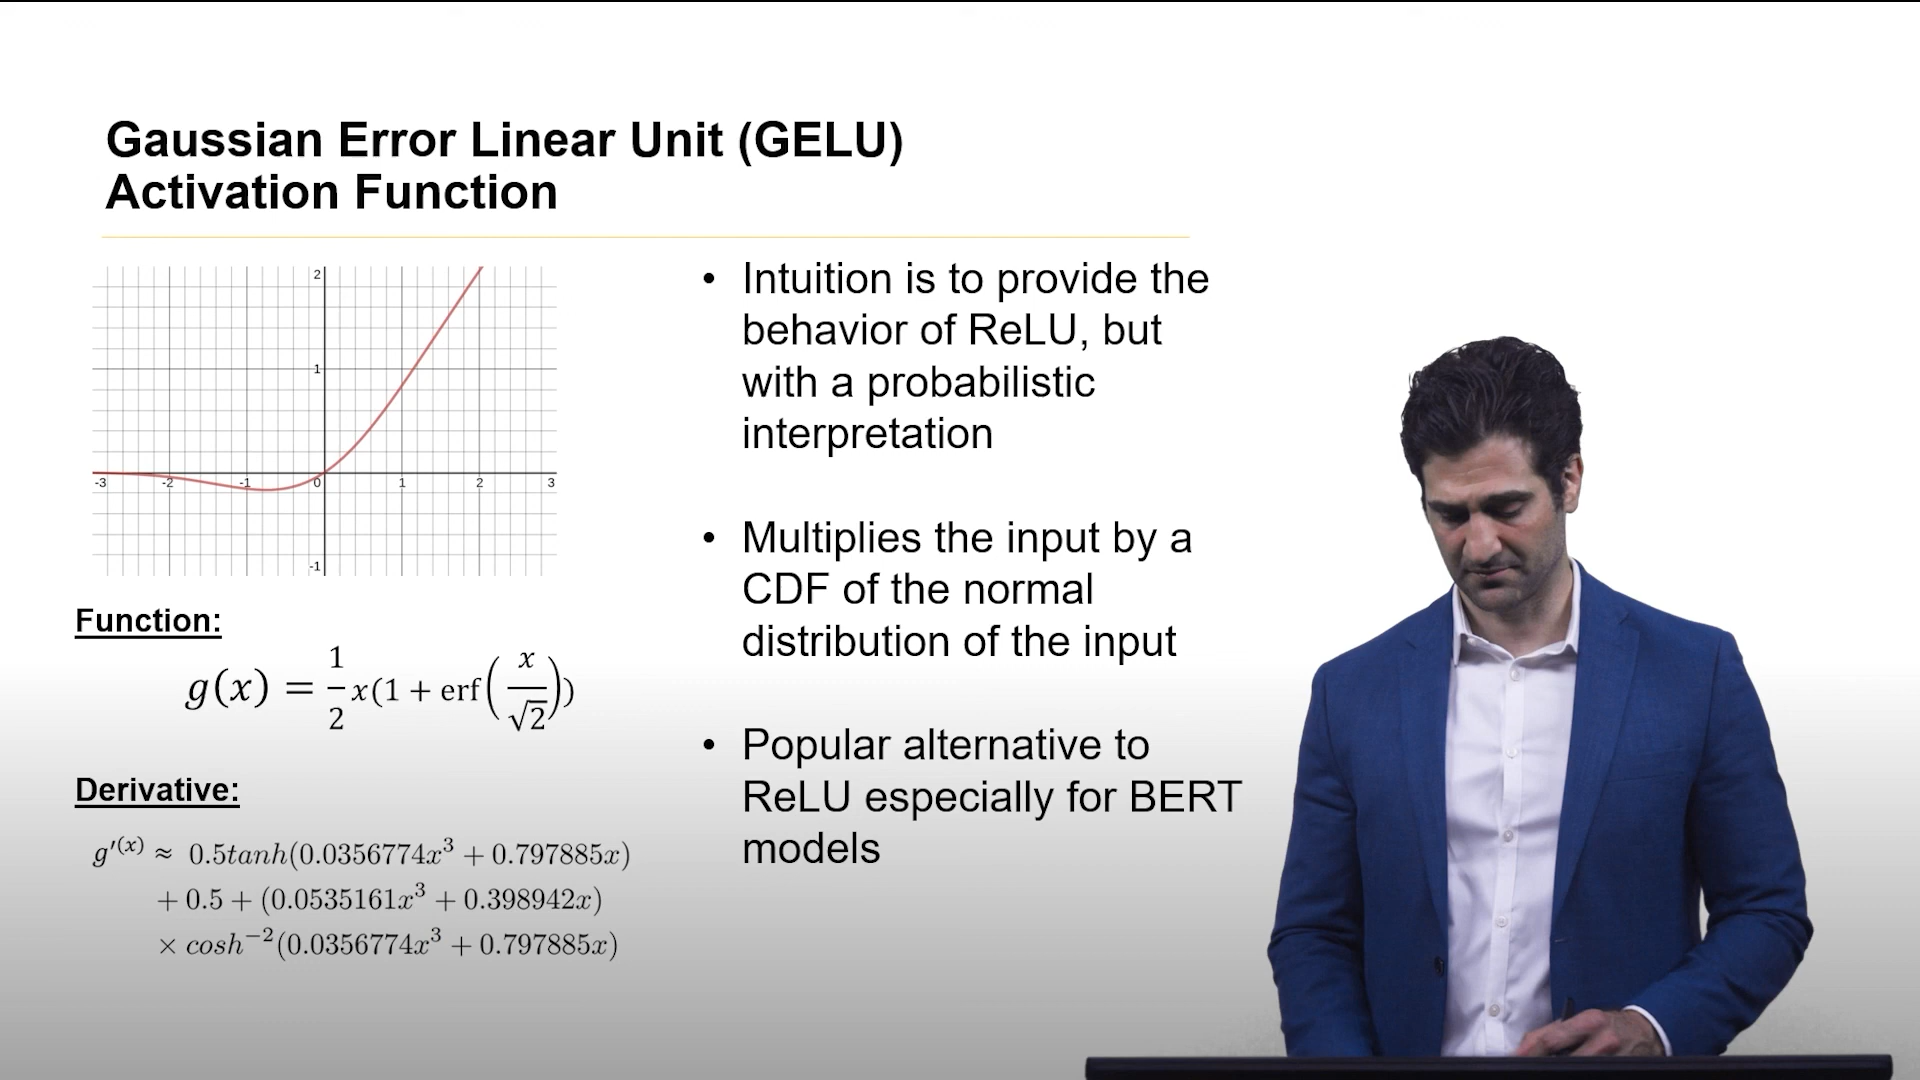 Gaussian Error Linear Unit (GELU)
Activation Function
2
1
-3 -2 -1 0 1 2 3
-1
Function:
g(x) = 1/2 x(1 + erf(x/√2))
Derivative:
g′⁽ˣ⁾ ≈ 0.5tanh(0.0356774x³ + 0.797885x)
+ 0.5 + (0.0535161x³ + 0.398942x)
× cosh⁻²(0.0356774x³ + 0.797885x)
• Intuition is to provide the
behavior of ReLU, but
with a probabilistic
interpretation
• Multiplies the input by a
CDF of the normal
distribution of the input
• Popular alternative to
ReLU especially for BERT
models